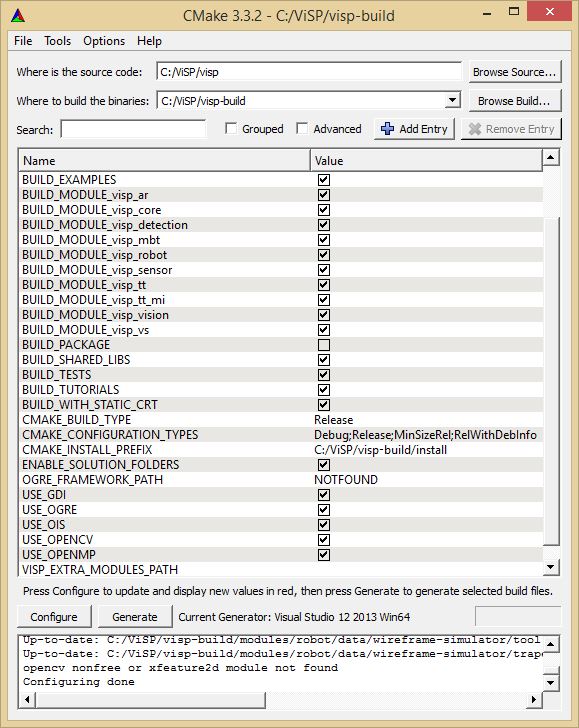 CMake 3.3.2 - C:/ViSP/visp-build
File Tools Options Help
Where is the source code: C:/ViSP/visp Browse Source...
Where to build the binaries: C:/ViSP/visp-build Browse Build...
Search: Grouped Advanced Add Entry Remove Entry
Name Value
BUILD_EXAMPLES
BUILD_MODULE_visp_ar
BUILD_MODULE_visp_core
BUILD_MODULE_visp_detection
BUILD_MODULE_visp_mbt
BUILD_MODULE_visp_robot
BUILD_MODULE_visp_sensor
BUILD_MODULE_visp_tt
BUILD_MODULE_visp_tt_mi
BUILD_MODULE_visp_vision
BUILD_MODULE_visp_vs
BUILD_PACKAGE
BUILD_SHARED_LIBS
BUILD_TESTS
BUILD_TUTORIALS
BUILD_WITH_STATIC_CRT
CMAKE_BUILD_TYPE Release
CMAKE_CONFIGURATION_TYPES Debug;Release;MinSizeRel;RelWithDebInfo
CMAKE_INSTALL_PREFIX C:/ViSP/visp-build/install
ENABLE_SOLUTION_FOLDERS
OGRE_FRAMEWORK_PATH NOTFOUND
USE_GDI
USE_OGRE
USE_OIS
USE_OPENCV
USE_OPENMP
VISP_EXTRA_MODULES_PATH
Press Configure to update and display new values in red, then press Generate to generate selected build files.
Configure Generate Current Generator: Visual Studio 12 2013 Win64
Up-to-date: C:/ViSP/visp-build/modules/robot/data/wireframe-simulator/tool
Up-to-date: C:/ViSP/visp-build/modules/robot/data/wireframe-simulator/trape
opencv nonfree or xfeature2d module not found
Configuring done